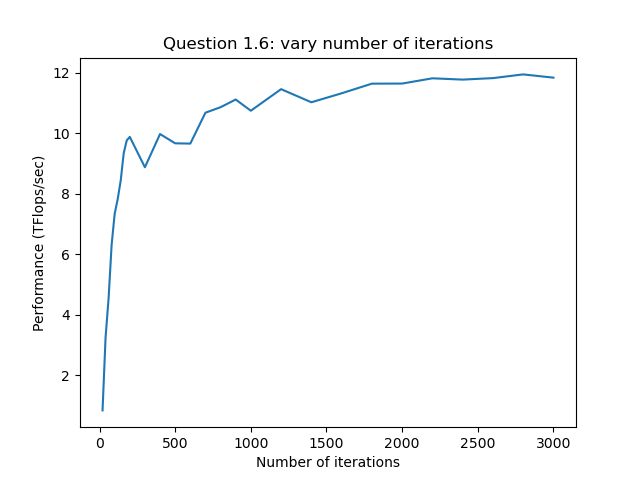 Question 1.6: vary number of iterations
Performance (TFlops/sec)
12
10
8
6
4
2
0 500 1000 1500 2000 2500 3000
Number of iterations